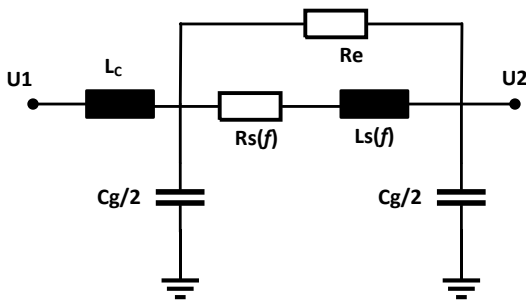 Re
U1
L_C
U2
Rs(f)
Ls(f)
Cg/2
Cg/2